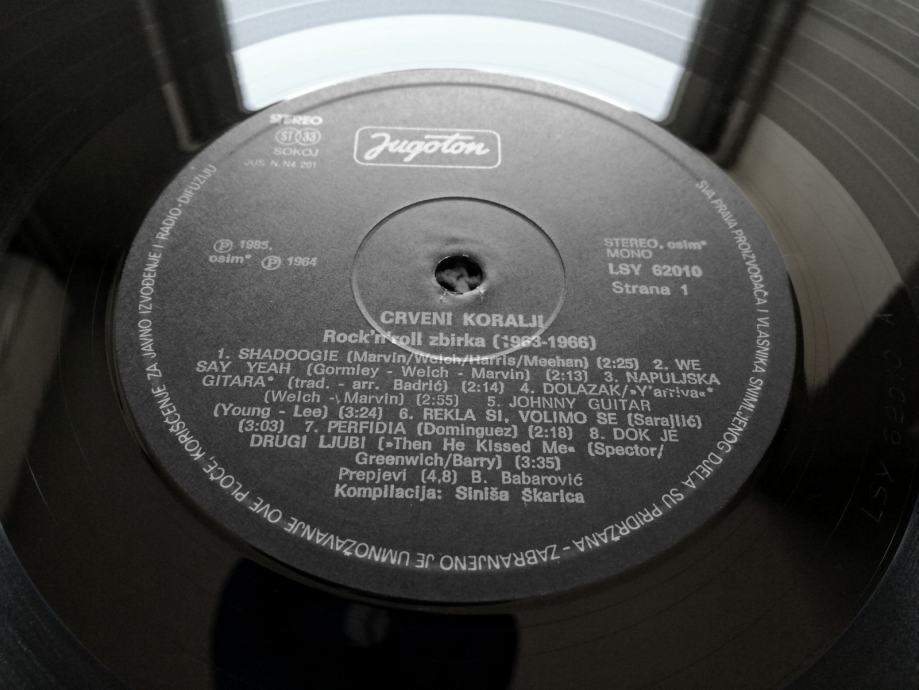 STEREO
ST 33
SOKOJ
JUS. N. N4. 201
Jugoton
Ⓟ 1985,
osim* Ⓟ 1964
STEREO, osim*
MONO
LSY 62010
Strana 1
CRVENI KORALJI
Rock'n'roll zbirka (1963-1966)
1. SHADOOGIE (Marvin/Welch/Harris/Meehan) (2:25) 2. WE
SAY YEAH (Gormley - Welch - Marvin) (2:13) 3. NAPULJSKA
GITARA* (trad. - arr. Badrić) (2:14) 4. DOLAZAK/»Y'arriva«*
(Welch - Marvin) (2:55) 5. JOHNNY GUITAR
(Young - Lee) (3:24) 6. REKLA SI, VOLIMO SE (Sarajlić)
(3:03) 7. PERFIDIA (Dominguez) (2:18) 8. DOK JE
DRUGI LJUBI (»Then He Kissed Me« (Spector/
Greenwich/Barry) (3:35)
Prepjevi (4,8) B. Babarović
Kompilacija: Siniša Škarica
SVA PRAVA PROIZVOĐAČA I VLASNIKA SNIMLJENOG DJELA SU PRIDRŽANA - ZABRANJENO JE UMNOŽAVANJE OVE PLOČE, KORIŠĆENJE ZA JAVNO IZVOĐENJE I RADIO-DIFUZIJU
LSY 62010 A